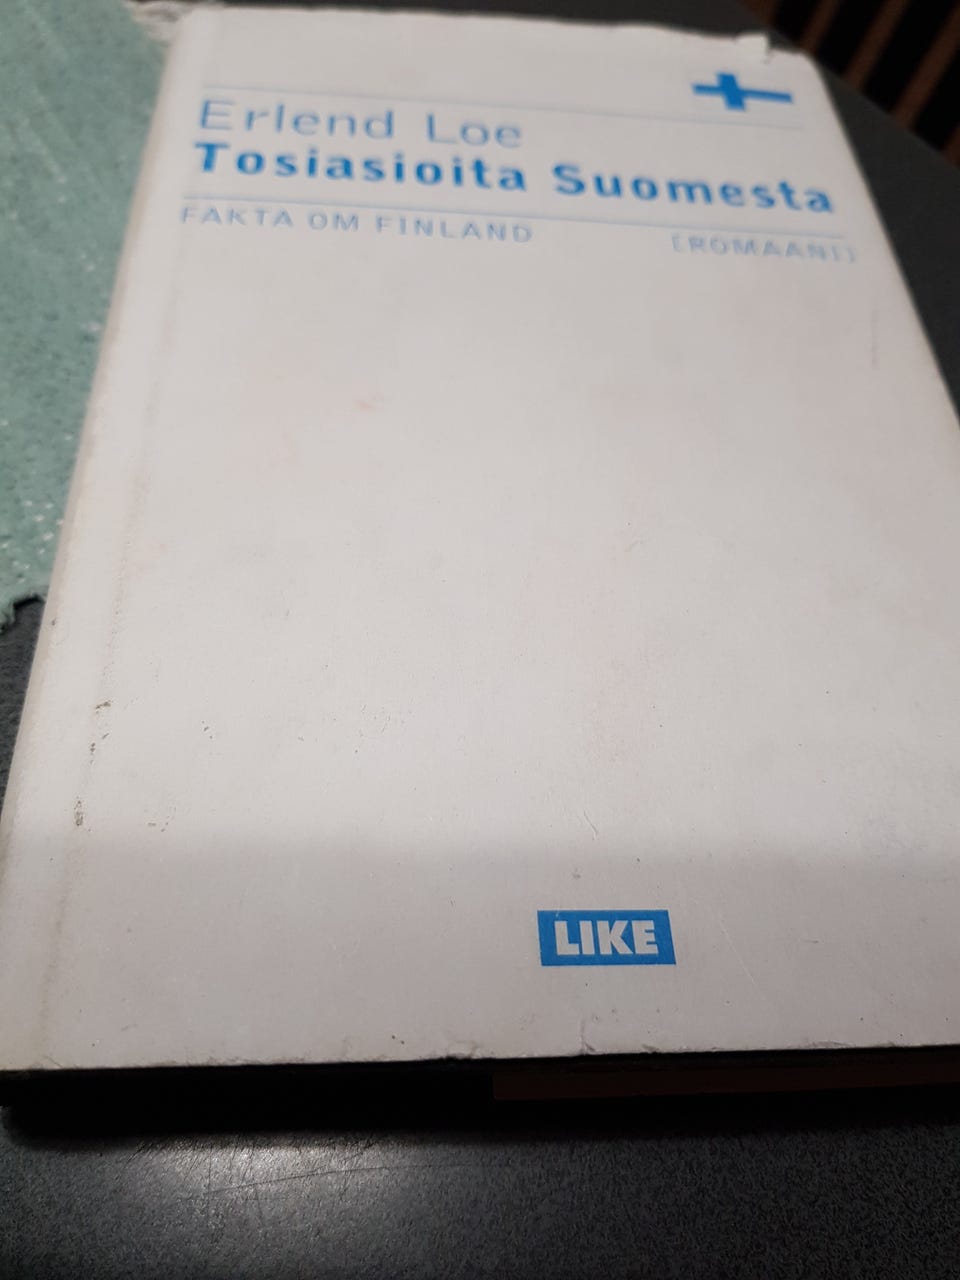 Erlend Loe
Tosiasioita Suomesta
FAKTA OM FINLAND
[ROMAANI]
LIKE